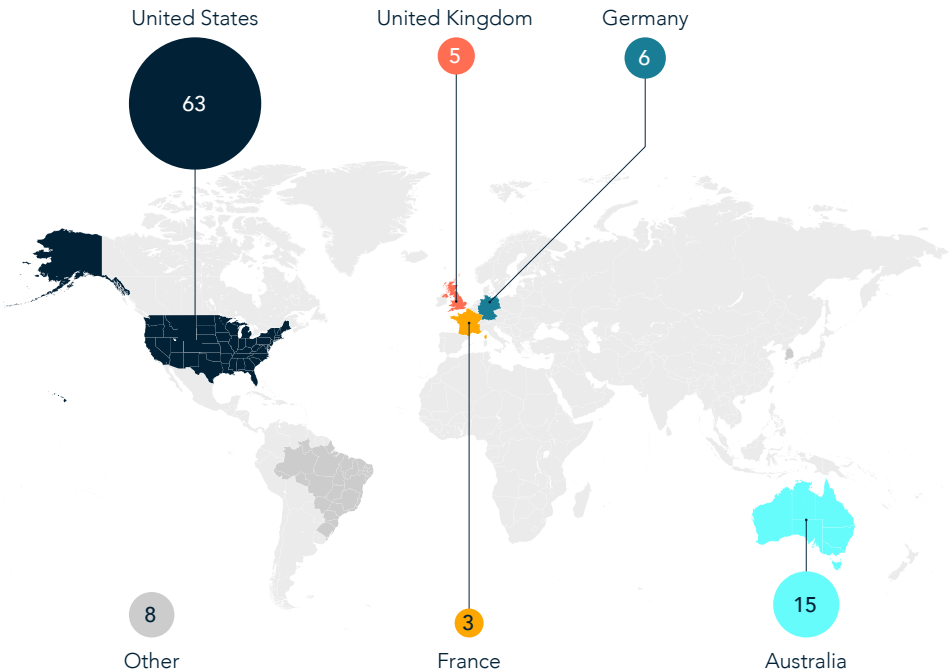 United States
United Kingdom
Germany
63
5
6
8
3
15
Other
France
Australia